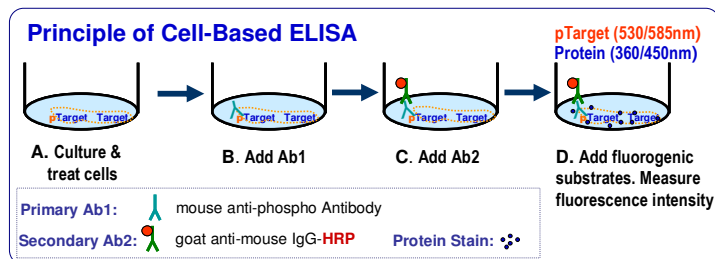 Principle of Cell-Based ELISA
pTarget (530/585nm)
Protein (360/450nm)
pTarget Target
pTarget Target
pTarget Target
pTarget Target
A. Culture &
treat cells
B. Add Ab1
C. Add Ab2
D. Add fluorogenic
substrates. Measure
fluorescence intensity
Primary Ab1: mouse anti-phospho Antibody
Secondary Ab2: goat anti-mouse IgG-HRP Protein Stain: